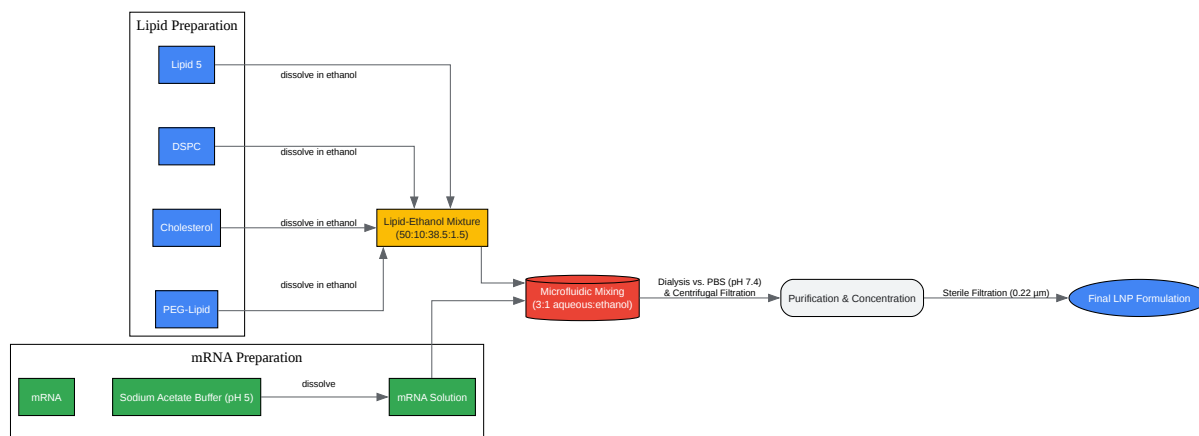 Lipid Preparation
Lipid 5
dissolve in ethanol
DSPC
dissolve in ethanol
Cholesterol
dissolve in ethanol
Lipid-Ethanol Mixture
(50:10:38.5:1.5)
PEG-Lipid
dissolve in ethanol
Microfluidic Mixing
(3:1 aqueous:ethanol)
Dialysis vs. PBS (pH 7.4)
& Centrifugal Filtration
Purification & Concentration
Sterile Filtration (0.22 µm)
Final LNP Formulation
mRNA Preparation
mRNA
Sodium Acetate Buffer (pH 5)
dissolve
mRNA Solution